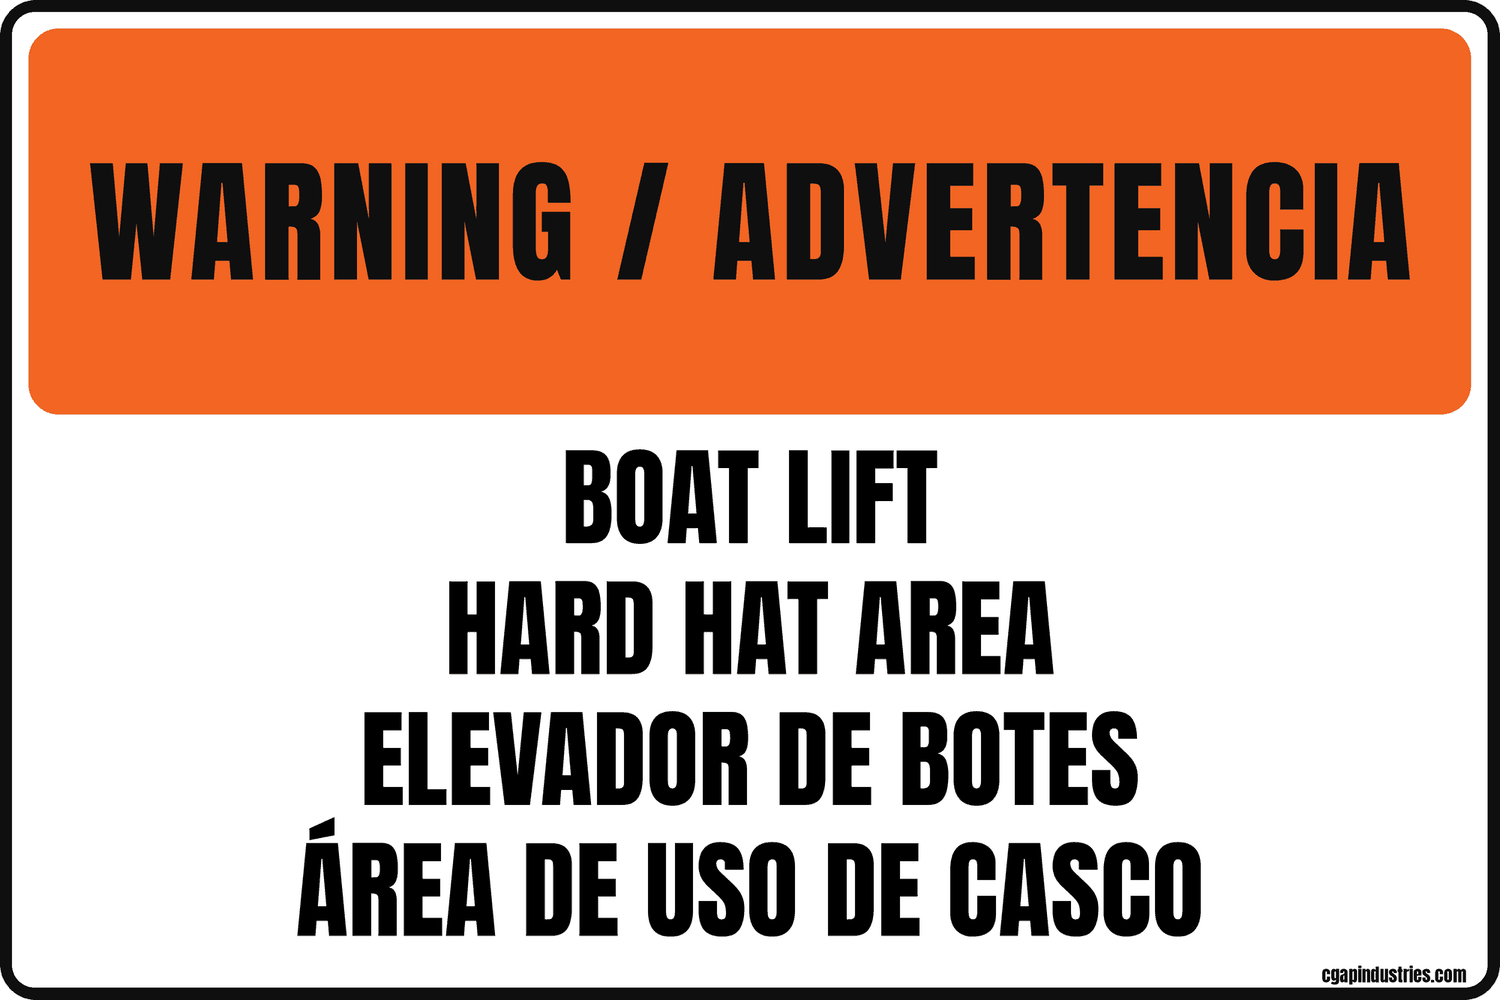 WARNING / ADVERTENCIA
BOAT LIFT
HARD HAT AREA
ELEVADOR DE BOTES
ÁREA DE USO DE CASCO
cgapindustries.com